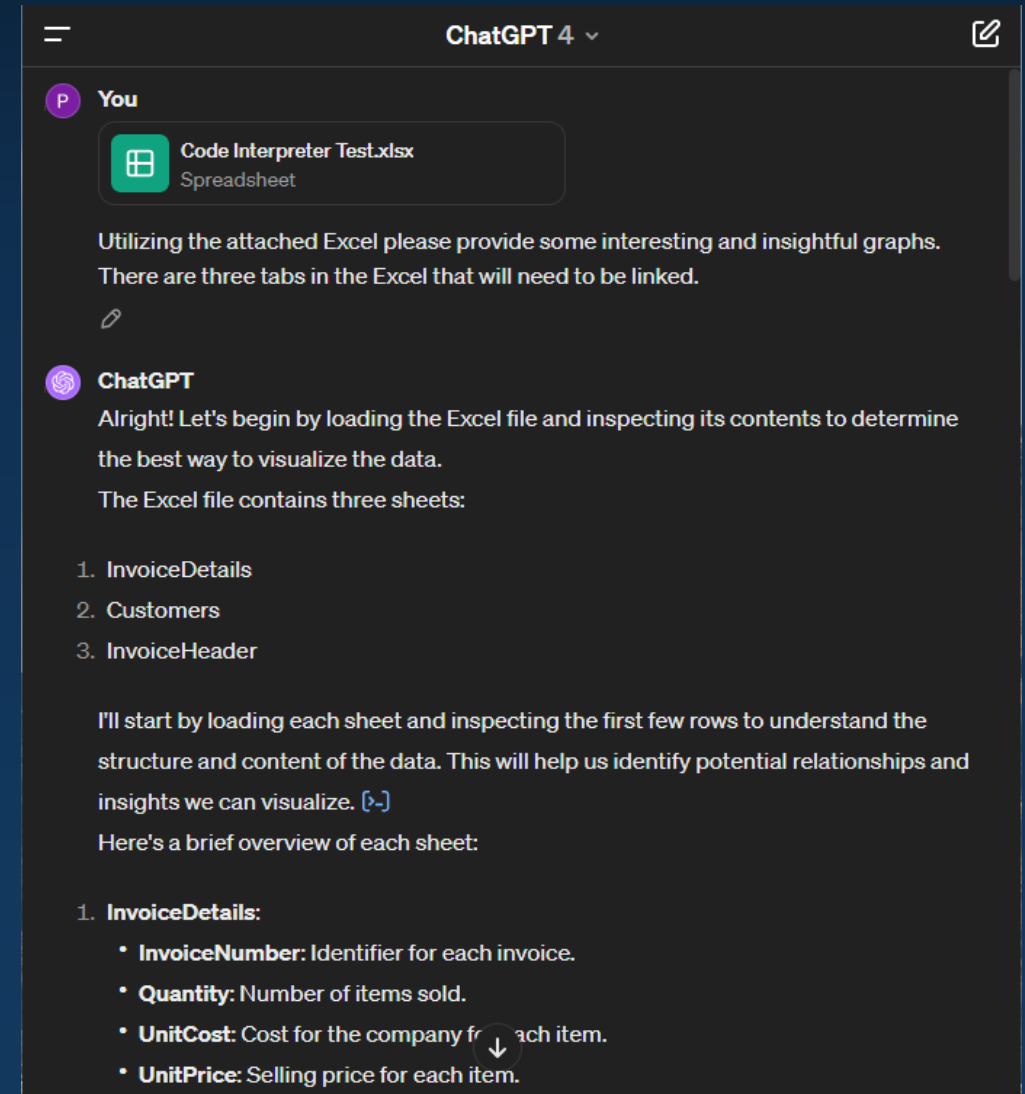 ChatGPT 4
P
You
Code Interpreter Test.xlsx
Spreadsheet
Utilizing the attached Excel please provide some interesting and insightful graphs.
There are three tabs in the Excel that will need to be linked.
ChatGPT
Alright! Let's begin by loading the Excel file and inspecting its contents to determine
the best way to visualize the data.
The Excel file contains three sheets:
1. InvoiceDetails
2. Customers
3. InvoiceHeader
I'll start by loading each sheet and inspecting the first few rows to understand the
structure and content of the data. This will help us identify potential relationships and
insights we can visualize. [>-]
Here's a brief overview of each sheet:
1. InvoiceDetails:
• InvoiceNumber: Identifier for each invoice.
• Quantity: Number of items sold.
• UnitCost: Cost for the company for each item.
• UnitPrice: Selling price for each item.